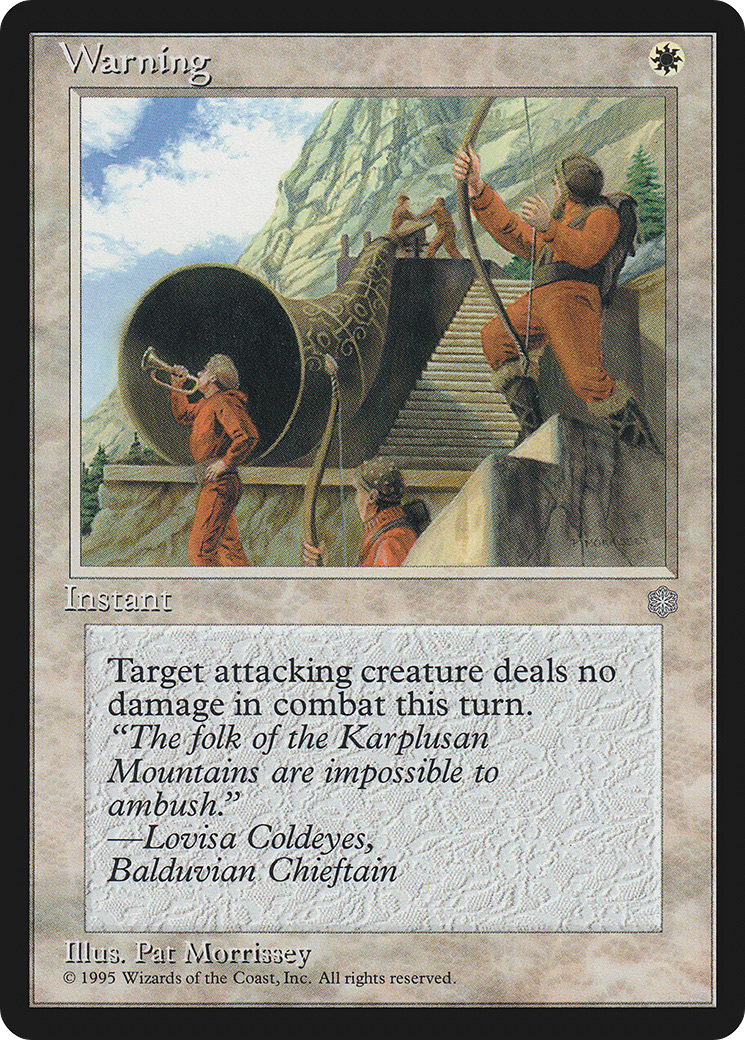 Warning
Instant
Target attacking creature deals no
damage in combat this turn.
“The folk of the Karplusan
Mountains are impossible to
ambush.”
—Lovisa Coldeyes,
Balduvian Chieftain
Illus. Pat Morrissey
© 1995 Wizards of the Coast, Inc. All rights reserved.